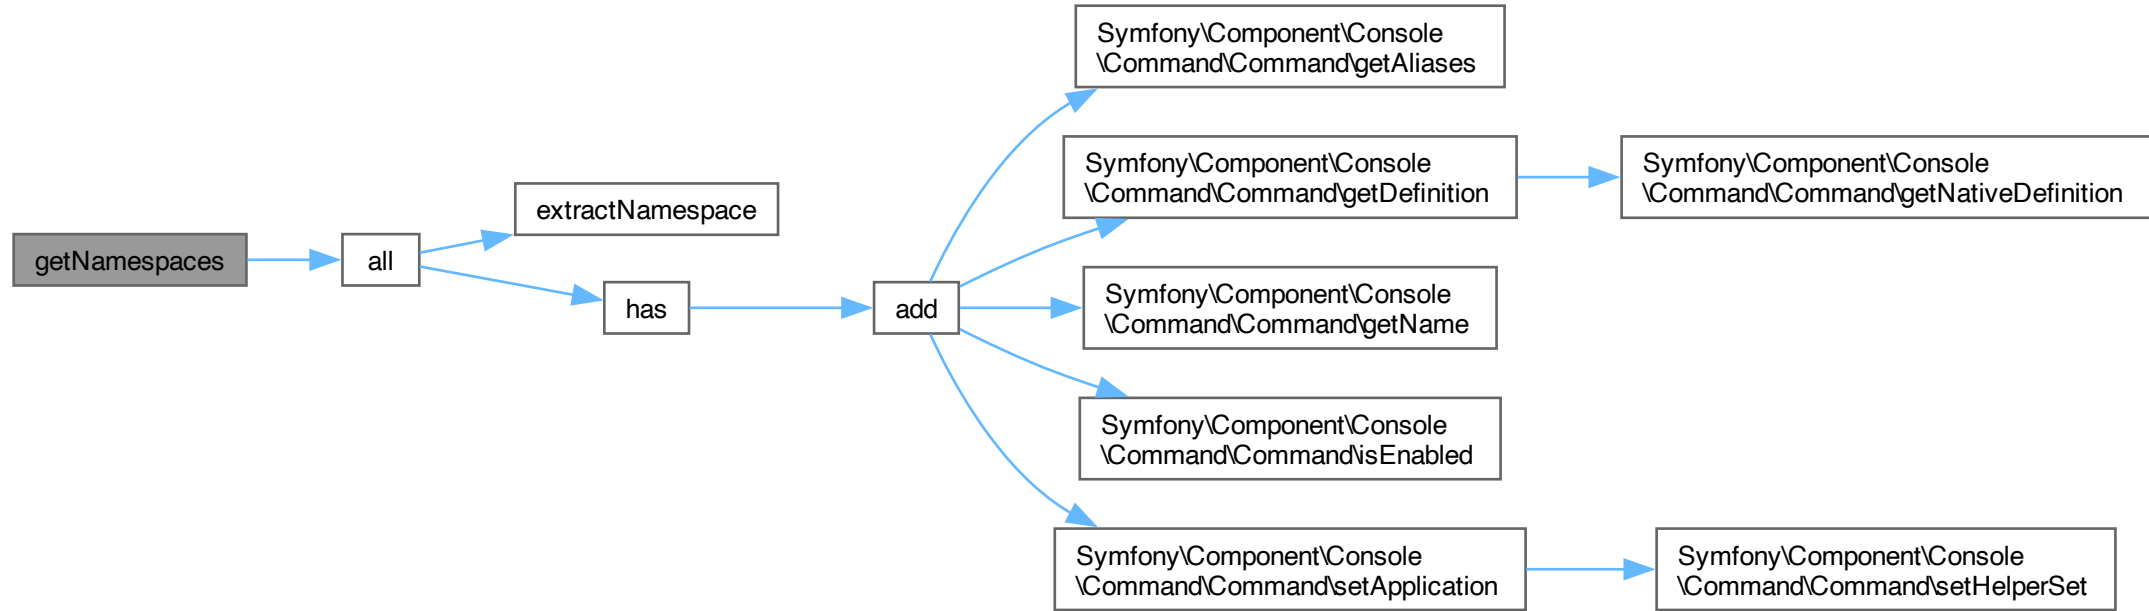 getNamespaces
all
extractNamespace
has
add
Symfony\Component\Console
\Command\Command\getAliases
Symfony\Component\Console
\Command\Command\getDefinition
Symfony\Component\Console
\Command\Command\getName
Symfony\Component\Console
\Command\Command\isEnabled
Symfony\Component\Console
\Command\Command\setApplication
Symfony\Component\Console
\Command\Command\getNativeDefinition
Symfony\Component\Console
\Command\Command\setHelperSet